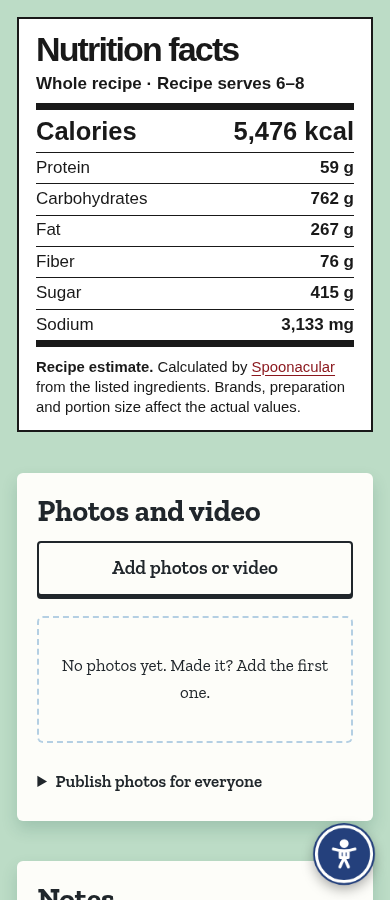 Nutrition facts
Whole recipe · Recipe serves 6–8
Calories 5,476 kcal
Protein 59 g
Carbohydrates 762 g
Fat 267 g
Fiber 76 g
Sugar 415 g
Sodium 3,133 mg
Recipe estimate. Calculated by Spoonacular
from the listed ingredients. Brands, preparation
and portion size affect the actual values.
Photos and video
Add photos or video
No photos yet. Made it? Add the first
one.
Publish photos for everyone
Notes